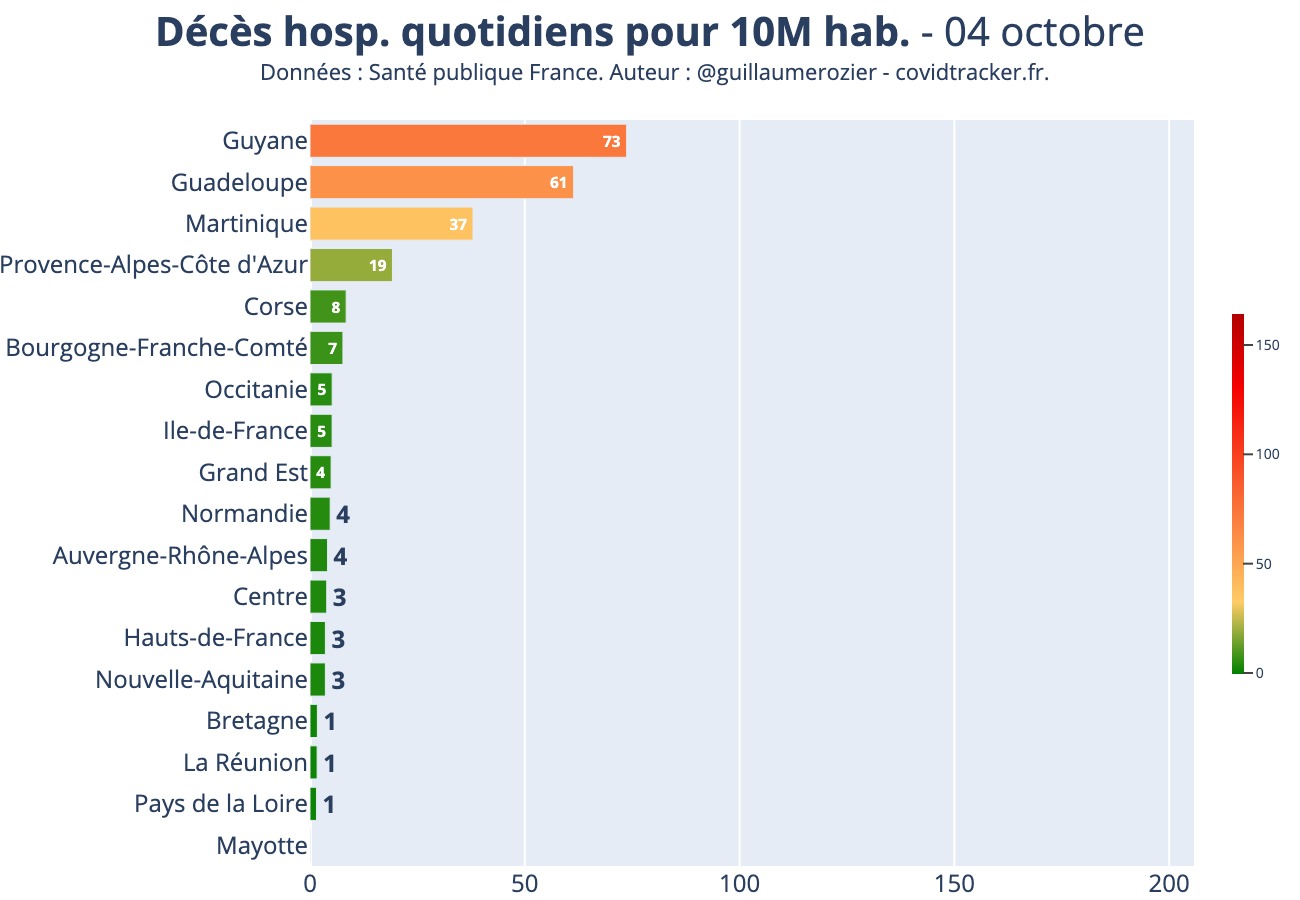 Décès hosp. quotidiens pour 10M hab. - 04 octobre
Données : Santé publique France. Auteur : @guillaumerozier - covidtracker.fr.
Guyane 73
Guadeloupe 61
Martinique 37
Provence-Alpes-Côte d'Azur 19
Corse 8
Bourgogne-Franche-Comté 7
Occitanie 5
Ile-de-France 5
Grand Est 4
Normandie 4
Auvergne-Rhône-Alpes 4
Centre 3
Hauts-de-France 3
Nouvelle-Aquitaine 3
Bretagne 1
La Réunion 1
Pays de la Loire 1
Mayotte
0 50 100 150 200
150
100
50
0